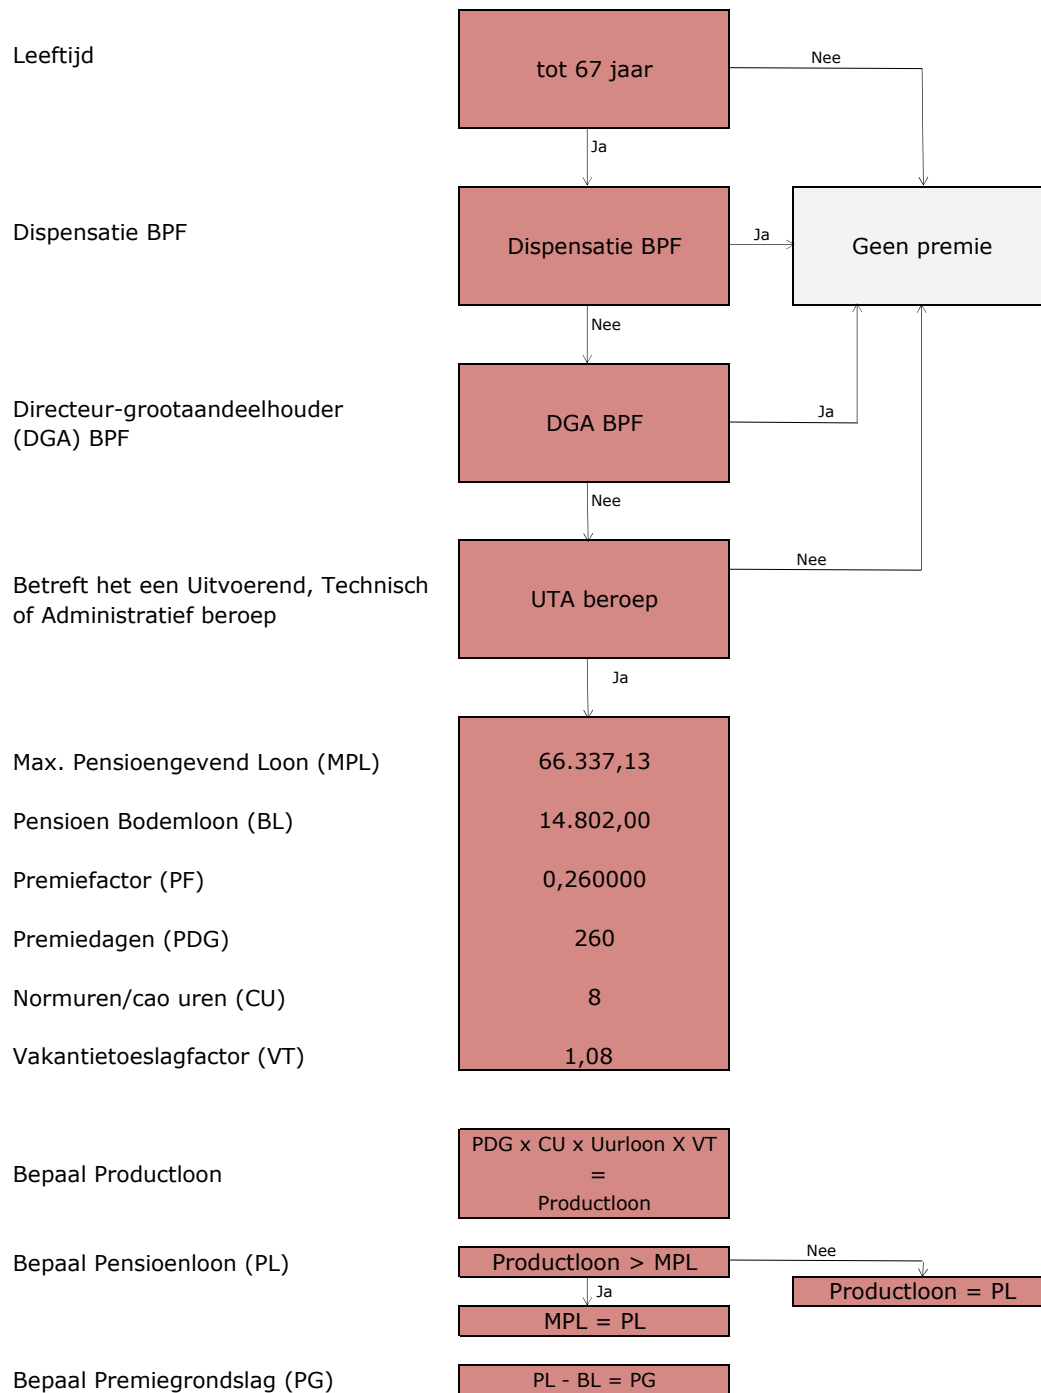 Leeftijd
tot 67 jaar
Nee
Ja
Dispensatie BPF
Dispensatie BPF
Ja
Geen premie
Nee
Directeur-grootaandeelhouder
(DGA) BPF
DGA BPF
Ja
Nee
Betreft het een Uitvoerend, Technisch
of Administratief beroep
UTA beroep
Nee
Ja
Max. Pensioengevend Loon (MPL)
66.337,13
Pensioen Bodemloon (BL)
14.802,00
Premiefactor (PF)
0,260000
Premiedagen (PDG)
260
Normuren/cao uren (CU)
8
Vakantietoeslagfactor (VT)
1,08
Bepaal Productloon
PDG x CU x Uurloon X VT
=
Productloon
Bepaal Pensioenloon (PL)
Productloon > MPL
Nee
Productloon = PL
Ja
MPL = PL
Bepaal Premiegrondslag (PG)
PL - BL = PG